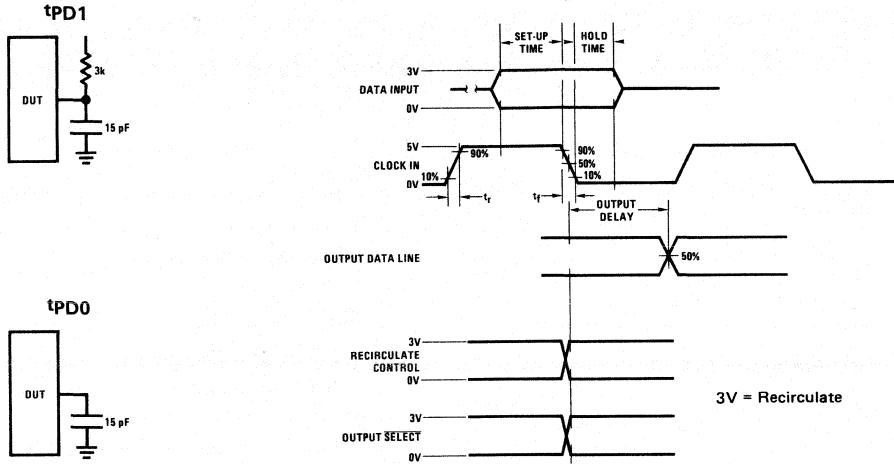 tPD1
3k
DUT
15 pF
SET-UP TIME
HOLD TIME
3V
DATA INPUT
0V
5V
90%
90%
CLOCK IN
50%
10%
10%
0V
tr
tf
OUTPUT DELAY
OUTPUT DATA LINE
50%
tPD0
DUT
15 pF
3V
RECIRCULATE CONTROL
0V
3V = Recirculate
3V
OUTPUT SELECT
0V